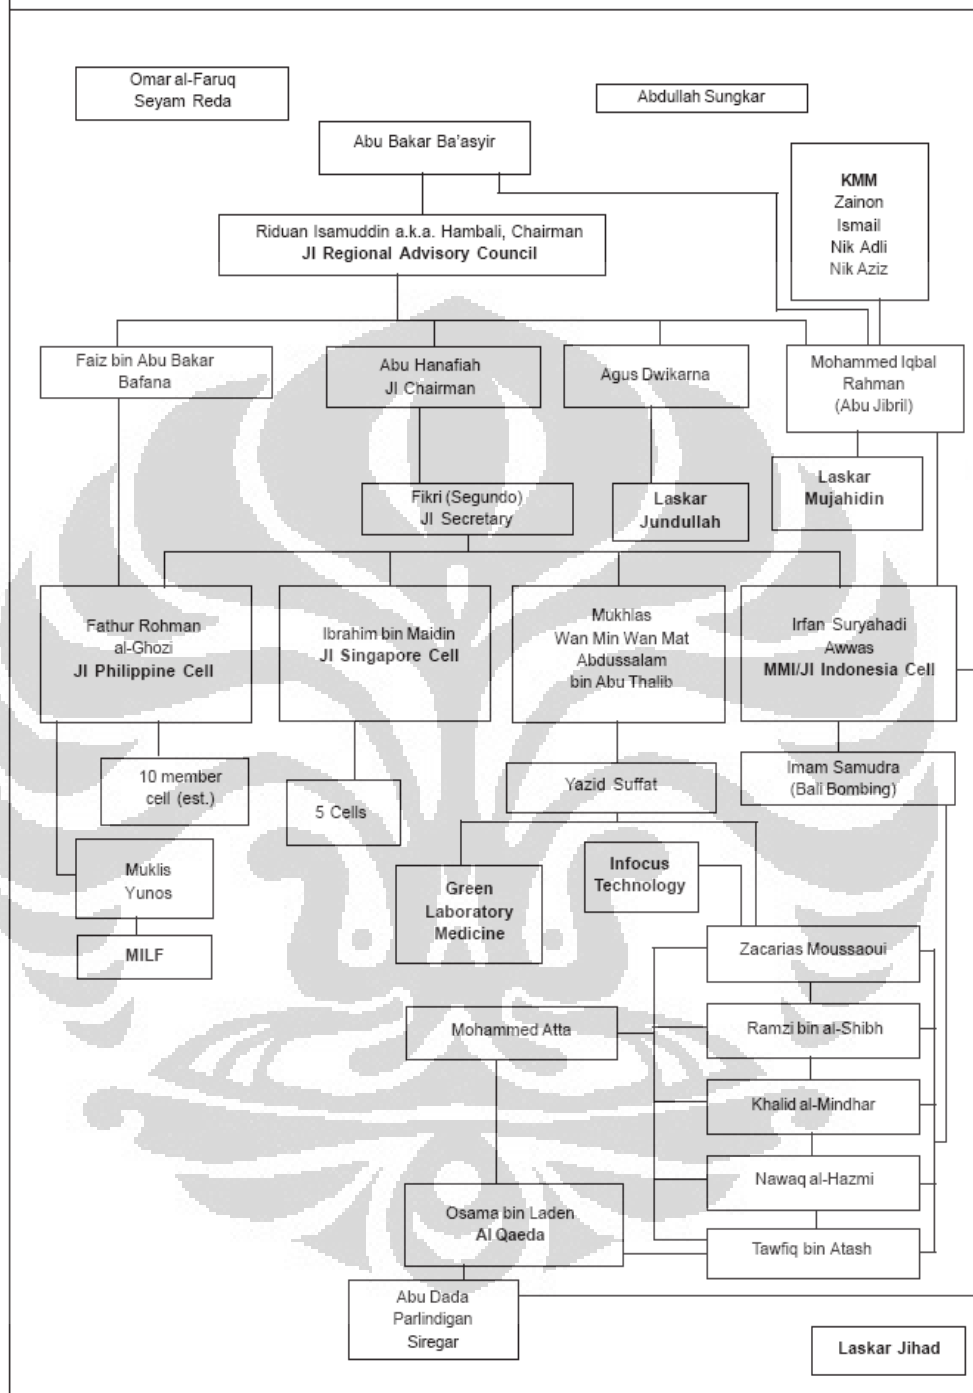 Omar al-Faruq
Seyam Reda
Abdullah Sungkar
Abu Bakar Ba'asyir
KMM
Zainon
Ismail
Nik Adli
Nik Aziz
Riduan Isamuddin a.k.a. Hambali, Chairman
JI Regional Advisory Council
Faiz bin Abu Bakar
Bafana
Abu Hanafiah
JI Chairman
Agus Dwikarna
Mohammed Iqbal
Rahman
(Abu Jibril)
Fikri (Segundo)
JI Secretary
Laskar
Jundullah
Laskar
Mujahidin
Fathur Rohman
al-Ghozi
JI Philippine Cell
Ibrahim bin Maidin
JI Singapore Cell
Mukhlas
Wan Min Wan Mat
Abdussalam
bin Abu Thalib
Irfan Suryahadi
Awwas
MMI/JI Indonesia Cell
10 member
cell (est.)
5 Cells
Yazid Suffat
Imam Samudra
(Bali Bombing)
Muklis
Yunos
MILF
Green
Laboratory
Medicine
Infocus
Technology
Zacarias Moussaoui
Mohammed Atta
Ramzi bin al-Shibh
Khalid al-Mindhar
Nawaq al-Hazmi
Osama bin Laden
Al Qaeda
Tawfiq bin Atash
Abu Dada
Parlindigan
Siregar
Laskar Jihad